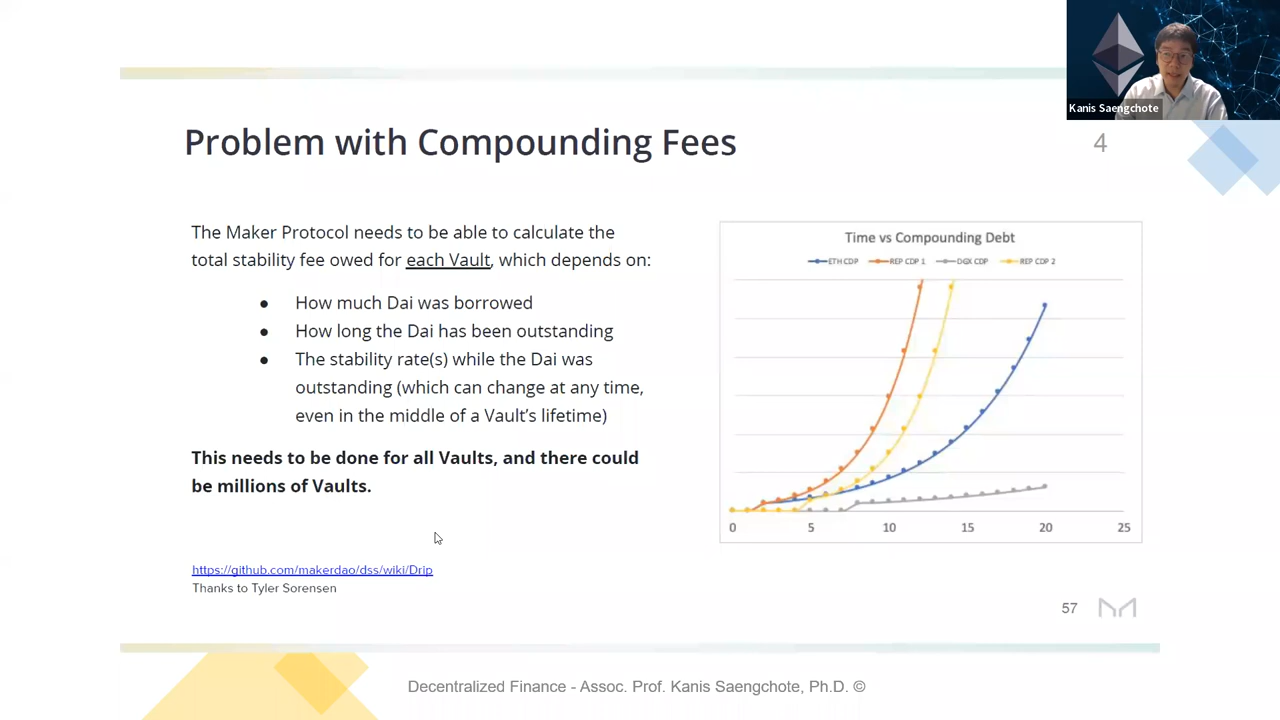 Kanis Saengchote
Problem with Compounding Fees
4
The Maker Protocol needs to be able to calculate the
total stability fee owed for each Vault, which depends on:
● How much Dai was borrowed
● How long the Dai has been outstanding
● The stability rate(s) while the Dai was
outstanding (which can change at any time,
even in the middle of a Vault’s lifetime)
This needs to be done for all Vaults, and there could
be millions of Vaults.
Time vs Compounding Debt
ETH CDP REP CDP 1 DGX CDP REP CDP 2
0 5 10 15 20 25
https://github.com/makerdao/dss/wiki/Drip
Thanks to Tyler Sorensen
57
Decentralized Finance - Assoc. Prof. Kanis Saengchote, Ph.D. ©